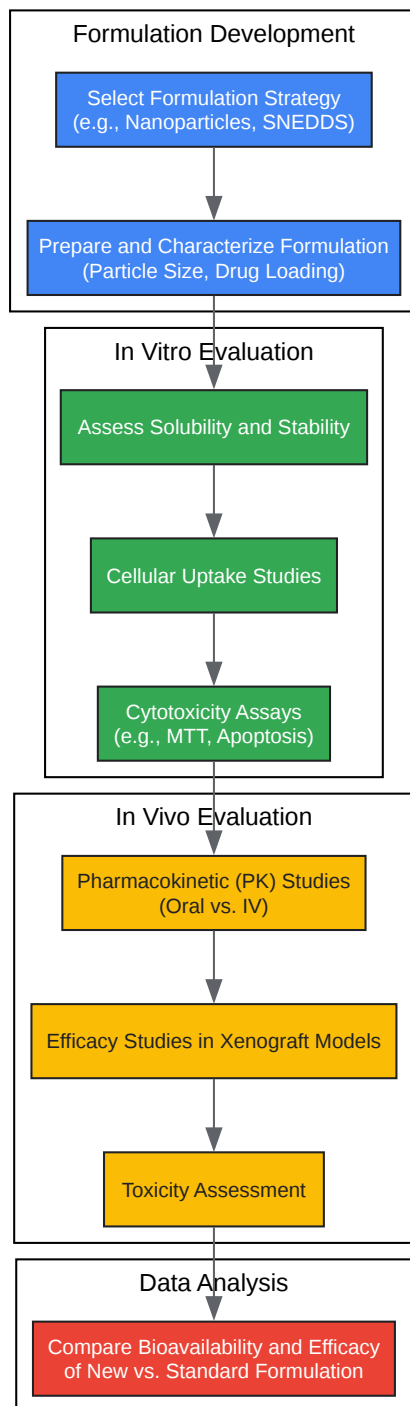 Formulation Development
Select Formulation Strategy
(e.g., Nanoparticles, SNEDDS)
Prepare and Characterize Formulation
(Particle Size, Drug Loading)
In Vitro Evaluation
Assess Solubility and Stability
Cellular Uptake Studies
Cytotoxicity Assays
(e.g., MTT, Apoptosis)
In Vivo Evaluation
Pharmacokinetic (PK) Studies
(Oral vs. IV)
Efficacy Studies in Xenograft Models
Toxicity Assessment
Data Analysis
Compare Bioavailability and Efficacy
of New vs. Standard Formulation